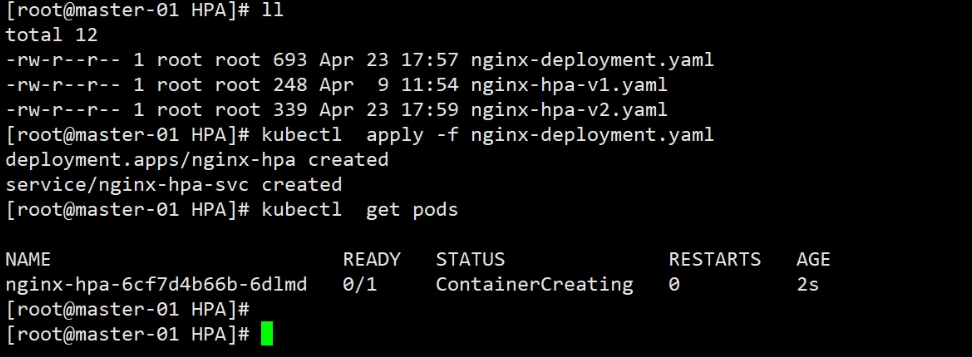 [root@master-01 HPA]# ll
total 12
-rw-r--r-- 1 root root 693 Apr 23 17:57 nginx-deployment.yaml
-rw-r--r-- 1 root root 248 Apr  9 11:54 nginx-hpa-v1.yaml
-rw-r--r-- 1 root root 339 Apr 23 17:59 nginx-hpa-v2.yaml
[root@master-01 HPA]# kubectl  apply -f nginx-deployment.yaml
deployment.apps/nginx-hpa created
service/nginx-hpa-svc created
[root@master-01 HPA]# kubectl  get pods
NAME                         READY   STATUS              RESTARTS   AGE
nginx-hpa-6cf7d4b66b-6dlmd   0/1     ContainerCreating   0          2s
[root@master-01 HPA]#
[root@master-01 HPA]#